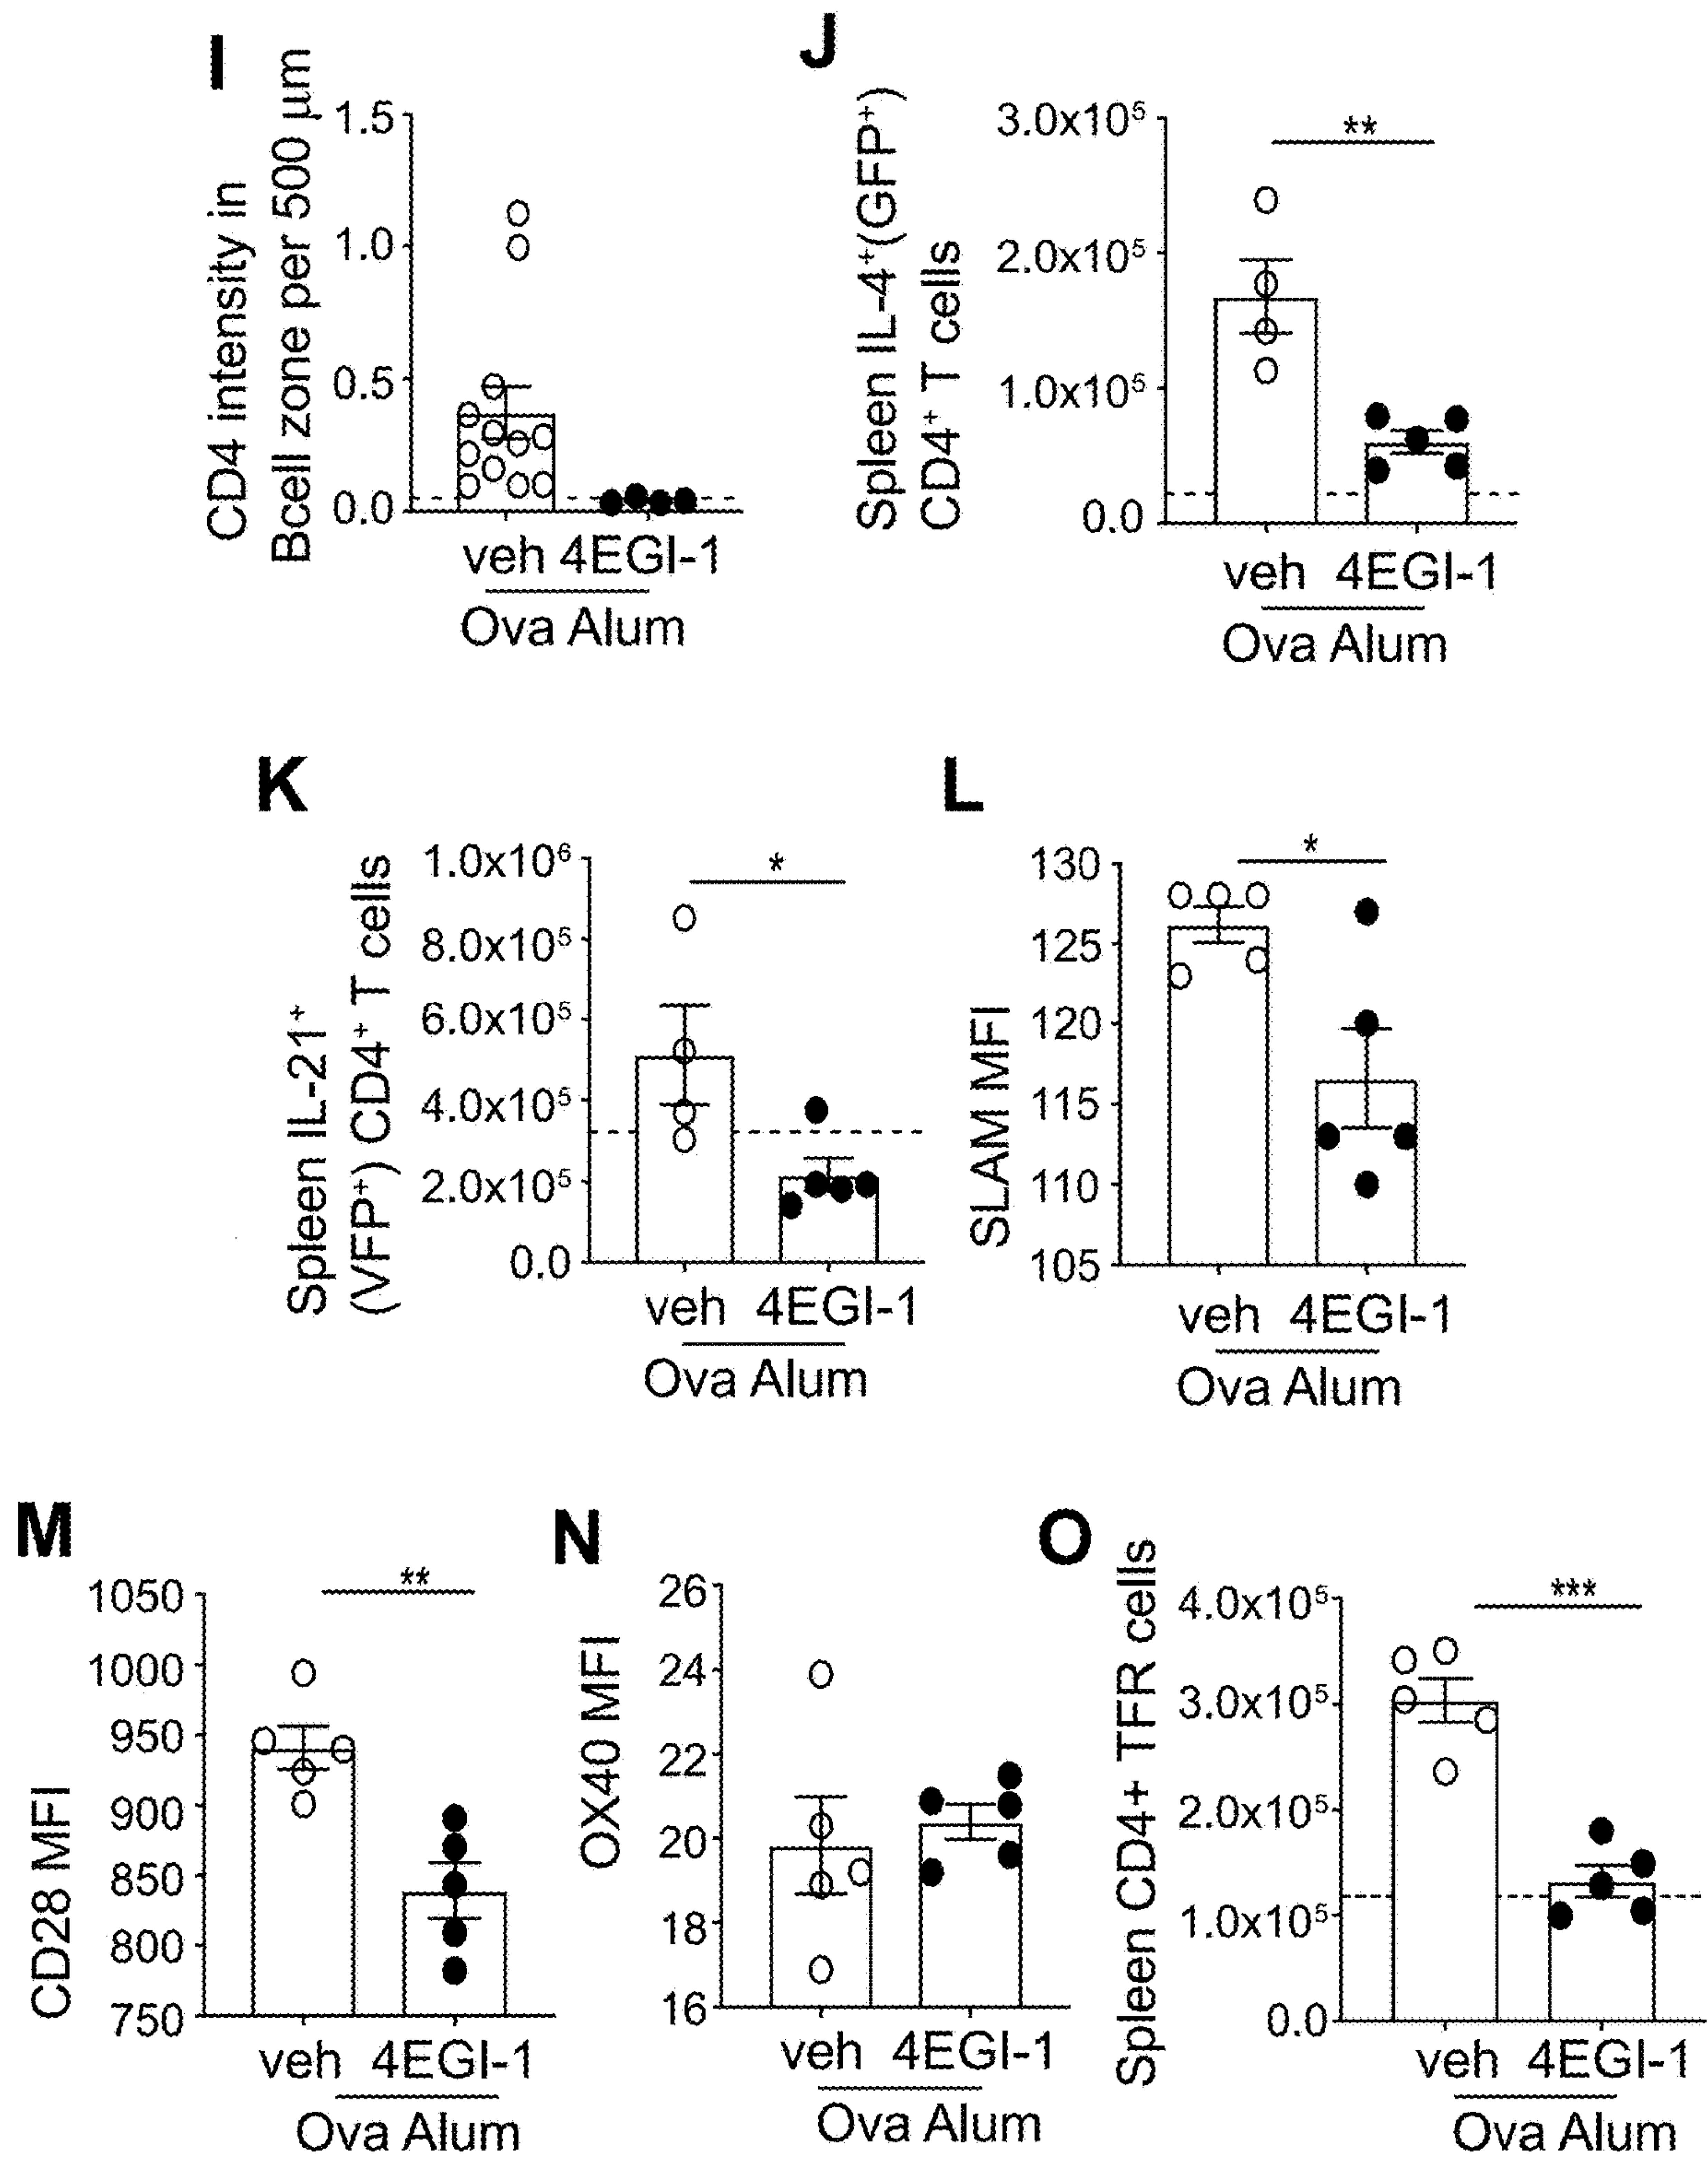 I
CD4 intensity in
Bcell zone per 500 µm
1.5
1.0
0.5
0.0
veh 4EGI-1
Ova Alum
J
Spleen IL-4⁺(GFP⁺)
CD4⁺ T cells
3.0x10⁵
2.0x10⁵
1.0x10⁵
0.0
**
veh 4EGI-1
Ova Alum
K
Spleen IL-21⁺
(VFP⁺) CD4⁺ T cells
1.0x10⁶
8.0x10⁵
6.0x10⁵
4.0x10⁵
2.0x10⁵
0.0
*
veh 4EGI-1
Ova Alum
L
SLAM MFI
130
125
120
115
110
105
*
veh 4EGI-1
Ova Alum
M
CD28 MFI
1050
1000
950
900
850
800
750
**
veh 4EGI-1
Ova Alum
N
OX40 MFI
26
24
22
20
18
16
veh 4EGI-1
Ova Alum
O
Spleen CD4+ TFR cells
4.0x10⁵
3.0x10⁵
2.0x10⁵
1.0x10⁵
0.0
***
veh 4EGI-1
Ova Alum